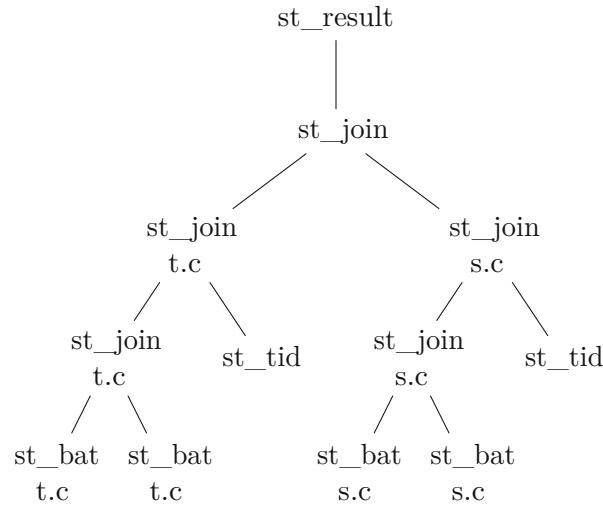 st_result
st_join
st_join st_join
t.c s.c
st_join st_tid st_join st_tid
t.c s.c
st_bat st_bat st_bat st_bat
t.c t.c s.c s.c